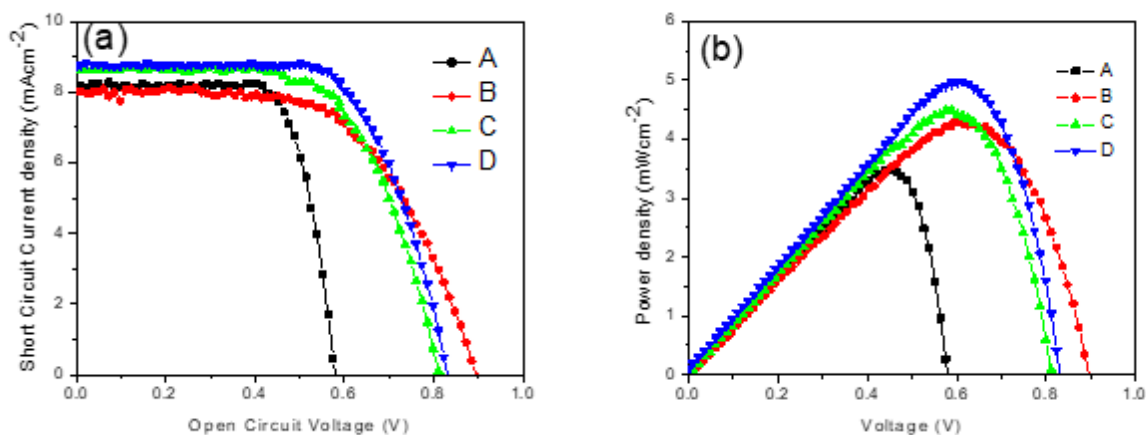 (a)
Short Circuit Current density (mAcm-2)
10
8
6
4
2
0
0.0 0.2 0.4 0.6 0.8 1.0
Open Circuit Voltage (V)
A
B
C
D
(b)
Power density (mWcm-2)
6
5
4
3
2
1
0
0.0 0.2 0.4 0.6 0.8 1.0
Voltage (V)
A
B
C
D